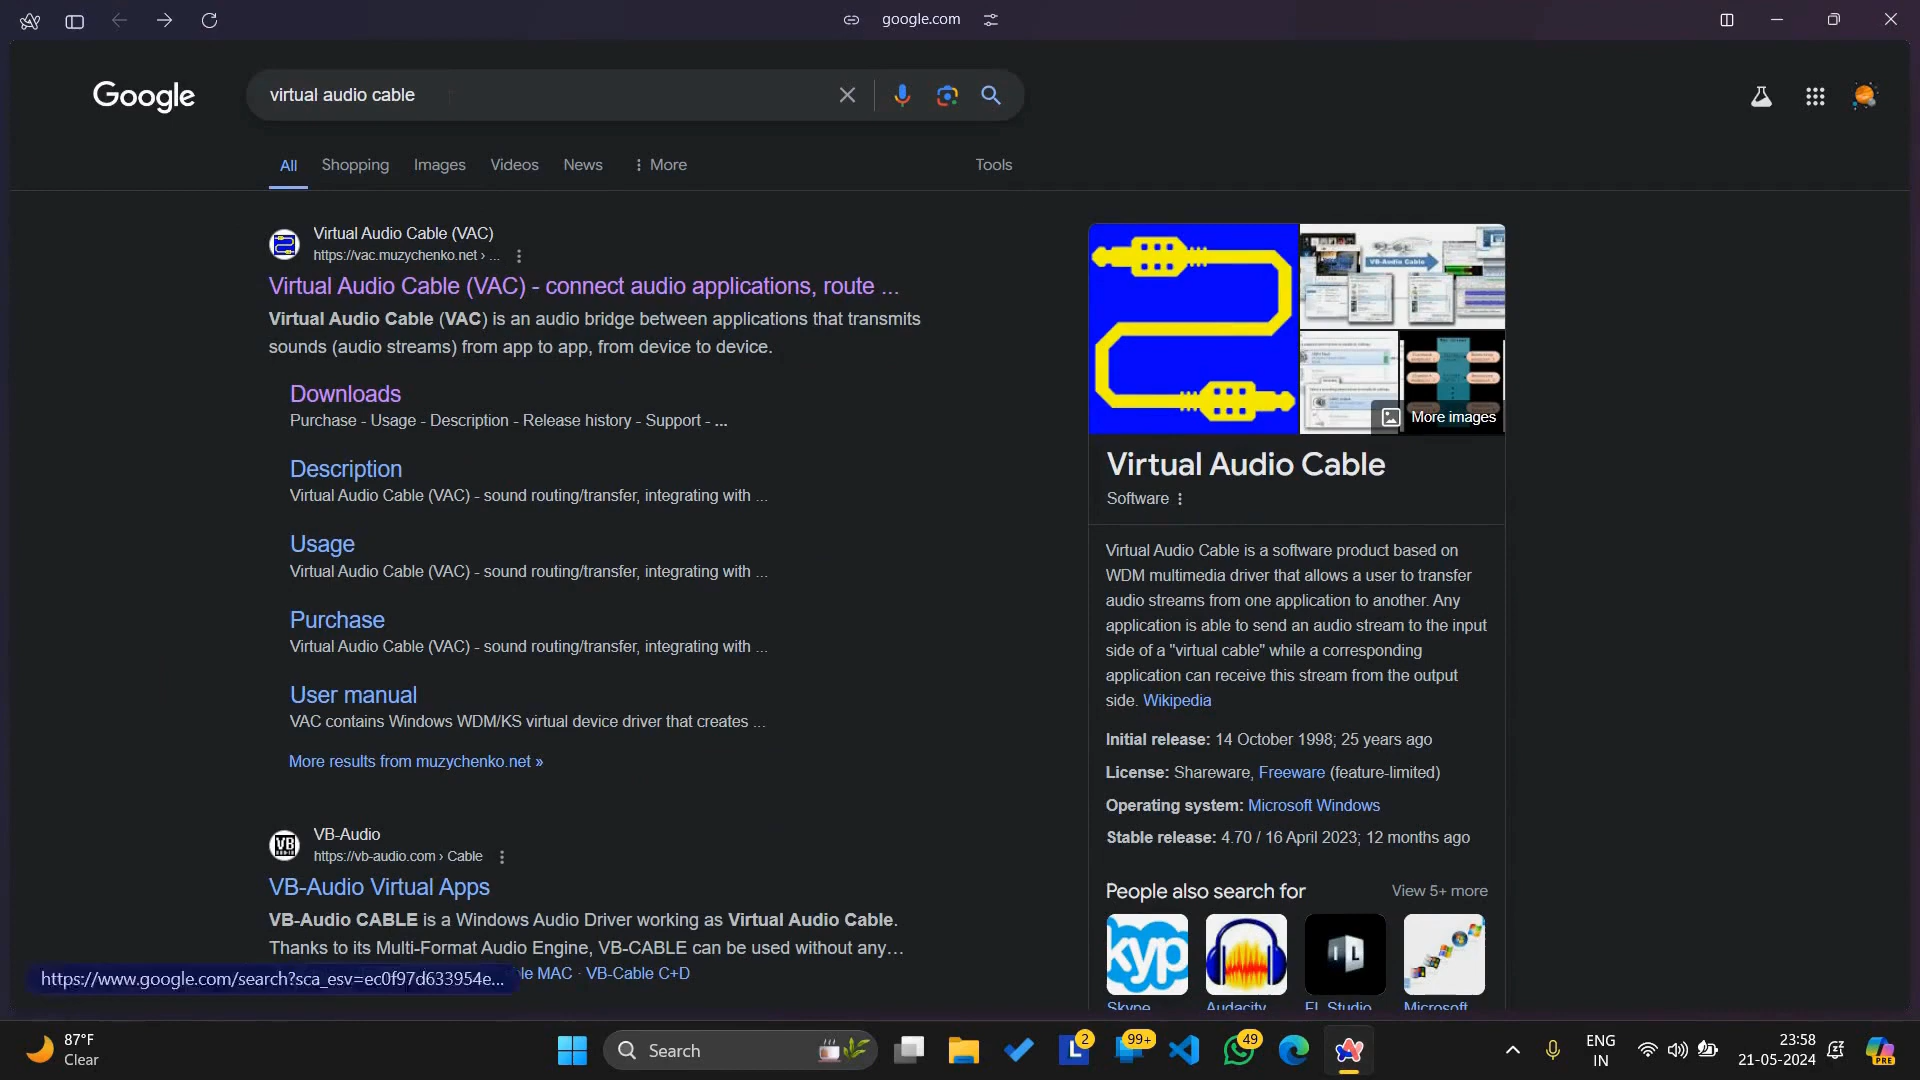 google.com
Google
virtual audio cable
All
Shopping
Images
Videos
News
More
Tools
Virtual Audio Cable (VAC)
https://vac.muzychenko.net › ...
Virtual Audio Cable (VAC) - connect audio applications, route ...
Virtual Audio Cable (VAC) is an audio bridge between applications that transmits
sounds (audio streams) from app to app, from device to device.
Downloads
Purchase - Usage - Description - Release history - Support - ...
Description
Virtual Audio Cable (VAC) - sound routing/transfer, integrating with ...
Usage
Virtual Audio Cable (VAC) - sound routing/transfer, integrating with ...
Purchase
Virtual Audio Cable (VAC) - sound routing/transfer, integrating with ...
User manual
VAC contains Windows WDM/KS virtual device driver that creates ...
More results from muzychenko.net »
VB-Audio
https://vb-audio.com › Cable
VB-Audio Virtual Apps
VB-Audio CABLE is a Windows Audio Driver working as Virtual Audio Cable.
Thanks to its Multi-Format Audio Engine, VB-CABLE can be used without any...
MAC · VB-Cable C+D
https://www.google.com/search?sca_esv=ec0f97d633954e...
VB-Audio Cable
More images
Virtual Audio Cable
Software
Virtual Audio Cable is a software product based on
WDM multimedia driver that allows a user to transfer
audio streams from one application to another. Any
application is able to send an audio stream to the input
side of a "virtual cable" while a corresponding
application can receive this stream from the output
side. Wikipedia
Initial release: 14 October 1998; 25 years ago
License: Shareware, Freeware (feature-limited)
Operating system: Microsoft Windows
Stable release: 4.70 / 16 April 2023; 12 months ago
People also search for
View 5+ more
Skype
Audacity
FL Studio
Microsoft
87°F
Clear
Search
2
99+
49
ENG
IN
23:58
21-05-2024
PRE